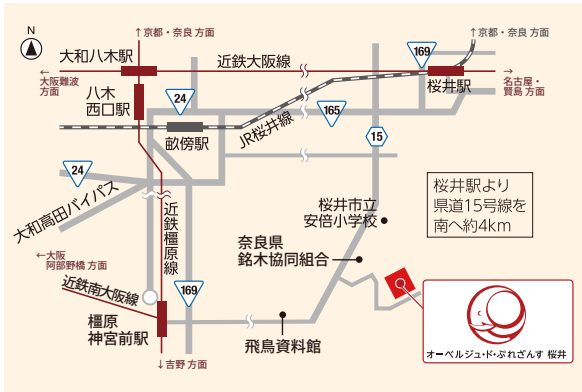 N
↑京都・奈良 方面
↑京都・奈良 方面
大和八木駅
近鉄大阪線
169
←
大阪難波
方面
桜井駅
→
名古屋・
賢島 方面
八木
西口駅
24
165
JR桜井線
畝傍駅
15
24
大和高田バイパス
近鉄橿原線
桜井市立
安倍小学校
桜井駅より
県道15号線を
南へ約4km
奈良県
銘木協同組合
←大阪
阿部野橋 方面
近鉄南大阪線
169
橿原
神宮前駅
飛鳥資料館
オーベルジュ・ド・ぷれざんす 桜井
↓吉野 方面